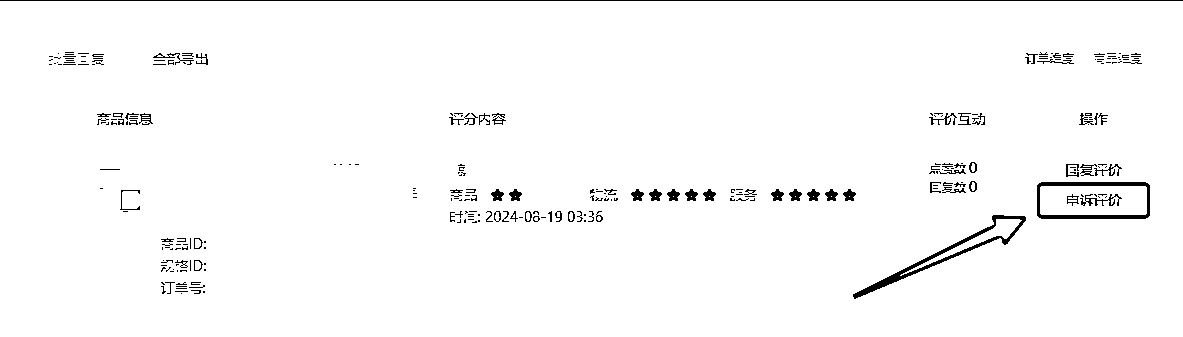 批量回复 全部导出 订单维度 商品维度
商品信息 评分内容 评价互动 操作
点赞数 0 回复评价
商品 ★★ 物流 ★★★★★ 服务 ★★★★★ 回复数 0 申诉评价
时间: 2024-08-19 03:36
商品ID:
规格ID:
订单号: